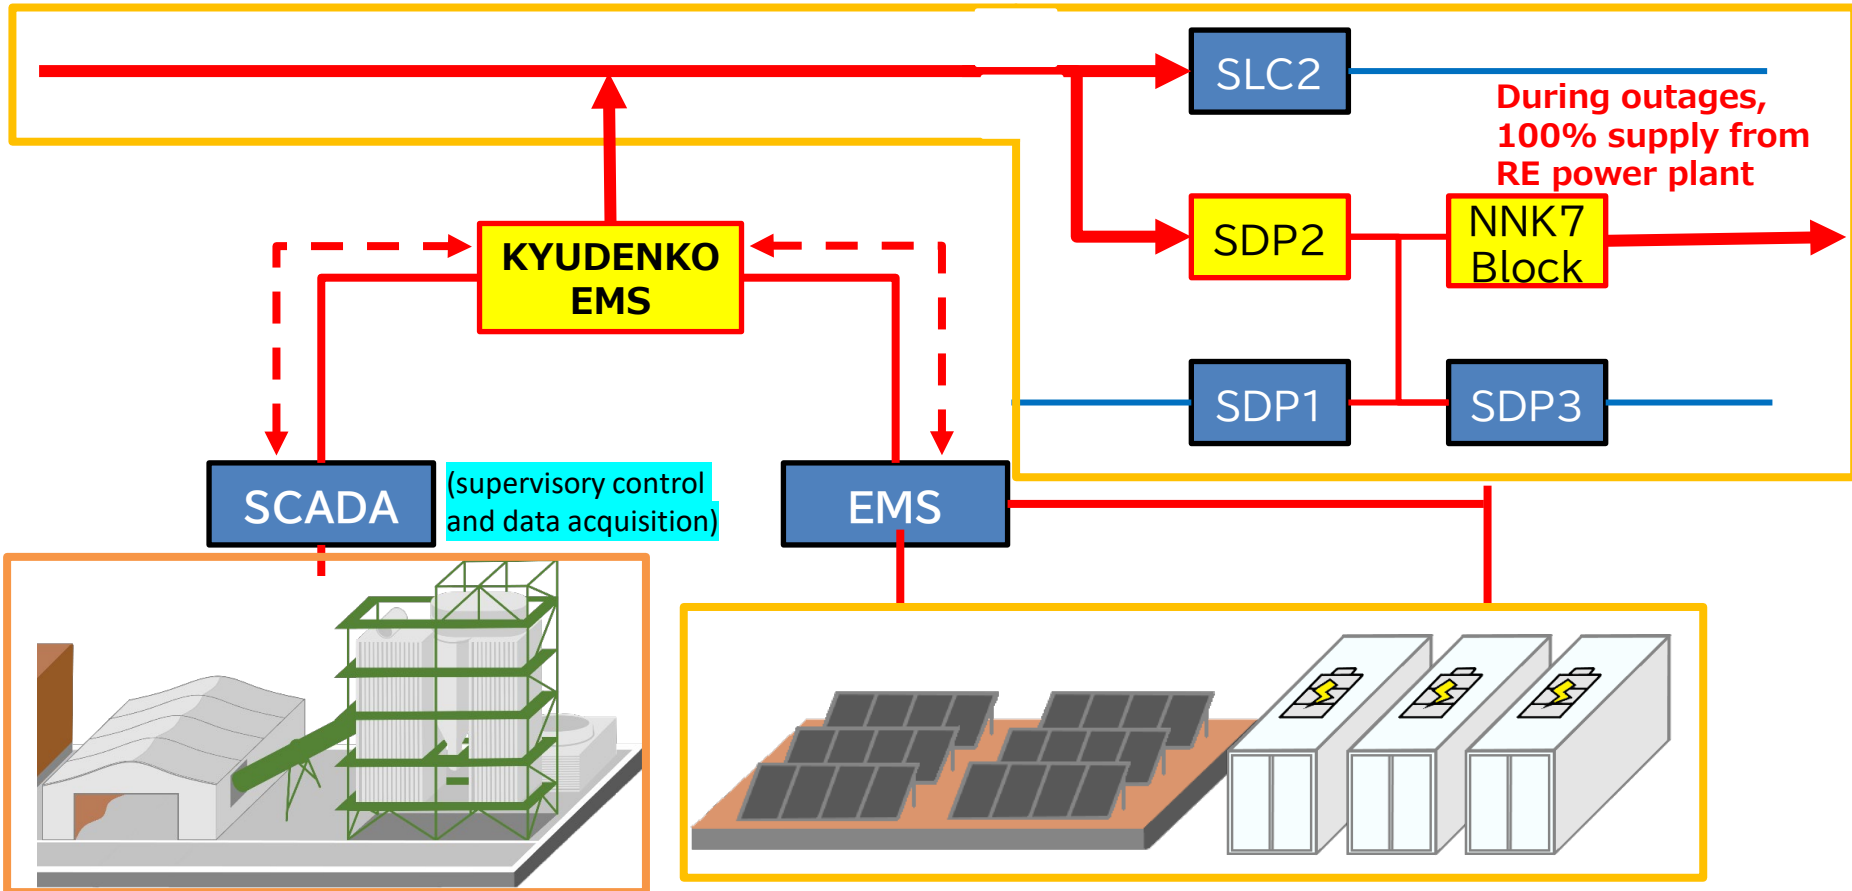 SLC2
During outages,
100% supply from
RE power plant
SDP2
NNK7
Block
KYUDENKO
EMS
SDP1
SDP3
SCADA
(supervisory control
and data acquisition)
EMS